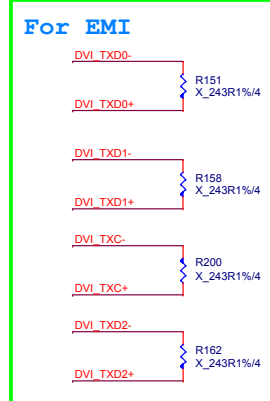 For EMI
DVI_TXD0-
R151
X_243R1%/4
DVI_TXD0+
DVI_TXD1-
R158
X_243R1%/4
DVI_TXD1+
DVI_TXC-
R200
X_243R1%/4
DVI_TXC+
DVI_TXD2-
R162
X_243R1%/4
DVI_TXD2+